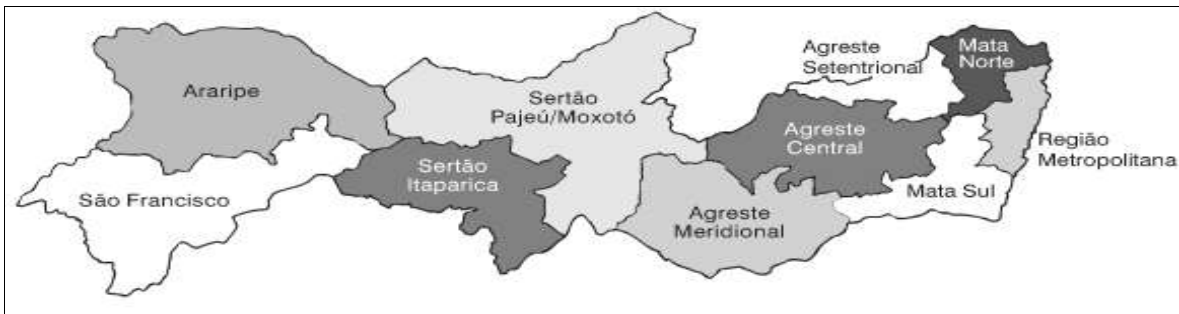 Araripe
São Francisco
Sertão
Itaparica
Sertão
Pajeú/Moxotó
Agreste
Setentrional
Mata
Norte
Agreste
Central
Região
Metropolitana
Mata Sul
Agreste
Meridional